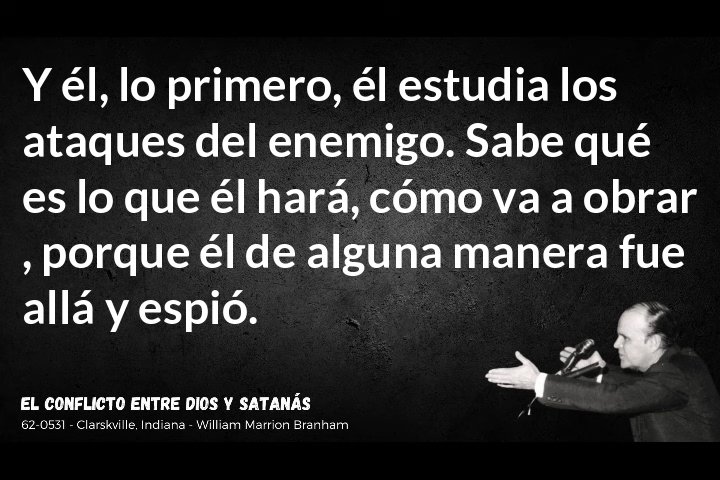 Y él, lo primero, él estudia los
ataques del enemigo. Sabe qué
es lo que él hará, cómo va a obrar
, porque él de alguna manera fue
allá y espió.
EL CONFLICTO ENTRE DIOS Y SATANÁS
62-0531 - Clarskville, Indiana - William Marrion Branham